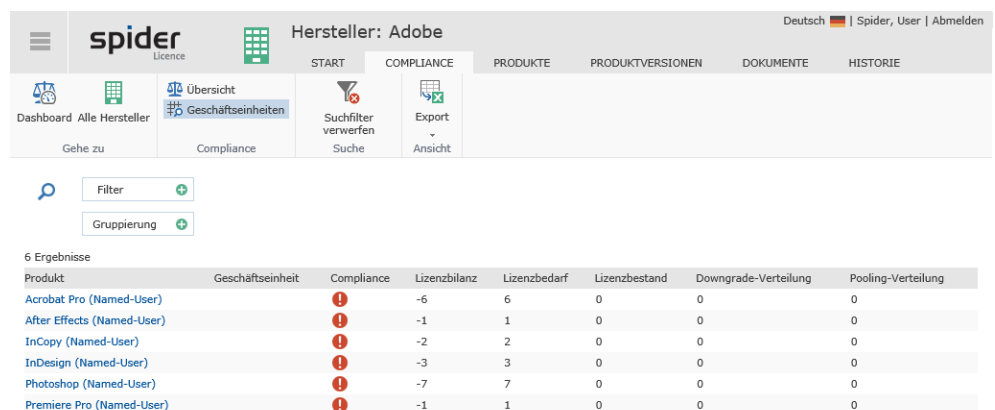 Deutsch | Spider, User | Abmelden
spider
Licence
Hersteller: Adobe
START COMPLIANCE PRODUKTE PRODUKTVERSIONEN DOKUMENTE HISTORIE
Dashboard
Alle Hersteller
Gehe zu
Übersicht
Geschäftseinheiten
Compliance
Suchfilter
verwerfen
Suche
Export
Ansicht
Filter
Gruppierung
6 Ergebnisse
Produkt Geschäftseinheit Compliance Lizenzbilanz Lizenzbedarf Lizenzbestand Downgrade-Verteilung Pooling-Verteilung
Acrobat Pro (Named-User) -6 6 0 0 0
After Effects (Named-User) -1 1 0 0 0
InCopy (Named-User) -2 2 0 0 0
InDesign (Named-User) -3 3 0 0 0
Photoshop (Named-User) -7 7 0 0 0
Premiere Pro (Named-User) -1 1 0 0 0